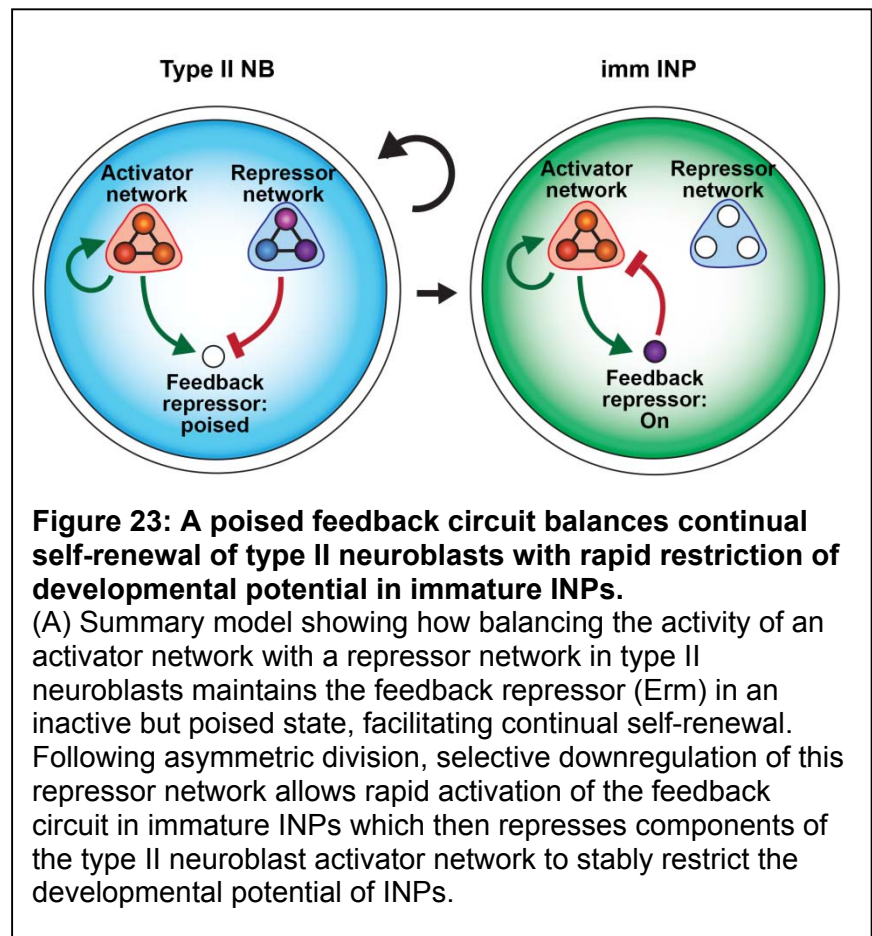 Type II NB
imm INP
Activator
network
Repressor
network
Feedback
repressor:
poised
Activator
network
Repressor
network
Feedback
repressor:
On
Figure 23: A poised feedback circuit balances continual
self-renewal of type II neuroblasts with rapid restriction of
developmental potential in immature INPs.
(A) Summary model showing how balancing the activity of an
activator network with a repressor network in type II
neuroblasts maintains the feedback repressor (Erm) in an
inactive but poised state, facilitating continual self-renewal.
Following asymmetric division, selective downregulation of this
repressor network allows rapid activation of the feedback
circuit in immature INPs which then represses components of
the type II neuroblast activator network to stably restrict the
developmental potential of INPs.